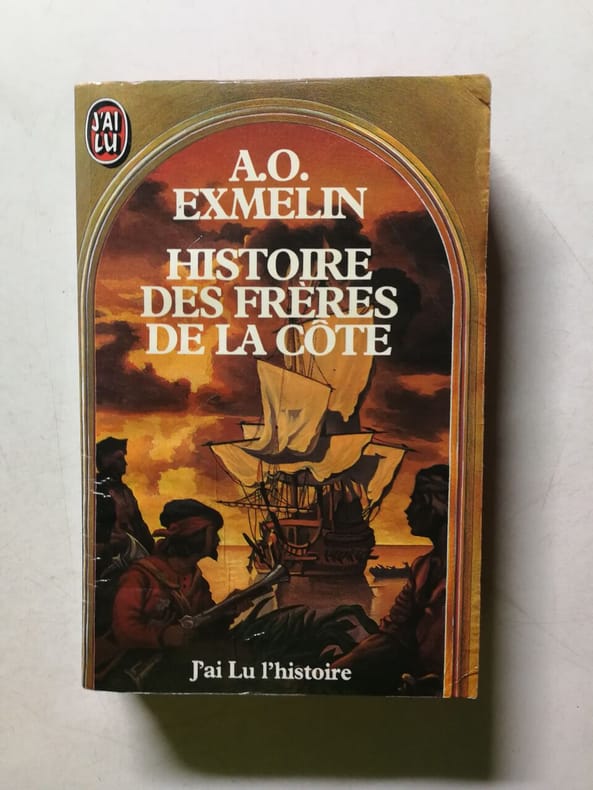 J'AI
LU
A.O.
EXMELIN
HISTOIRE
DES FRÈRES
DE LA CÔTE
J'ai Lu l'histoire